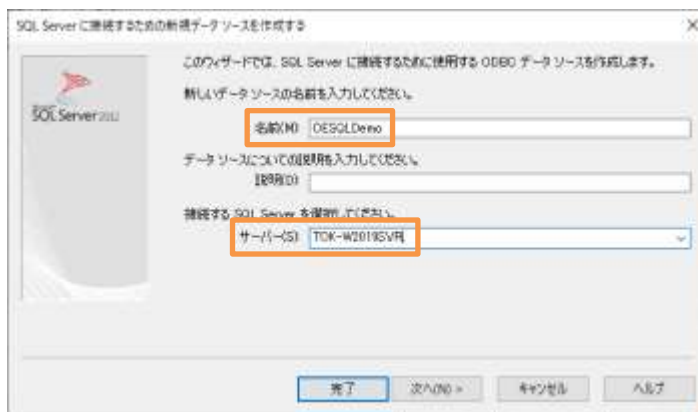 SQL Server に接続するための新規データ ソースを作成する
SQL Server 2012
このウィザードでは、SQL Server に接続するために使用する ODBC データ ソースを作成します。
新しいデータ ソースの名前を入力してください。
名前(M) OESQLDemo
データ ソースについての説明を入力してください。
説明(D)
接続する SQL Server を選択してください。
サーバー(S) TOK-W2019SVR
完了 次へ(N) > キャンセル ヘルプ